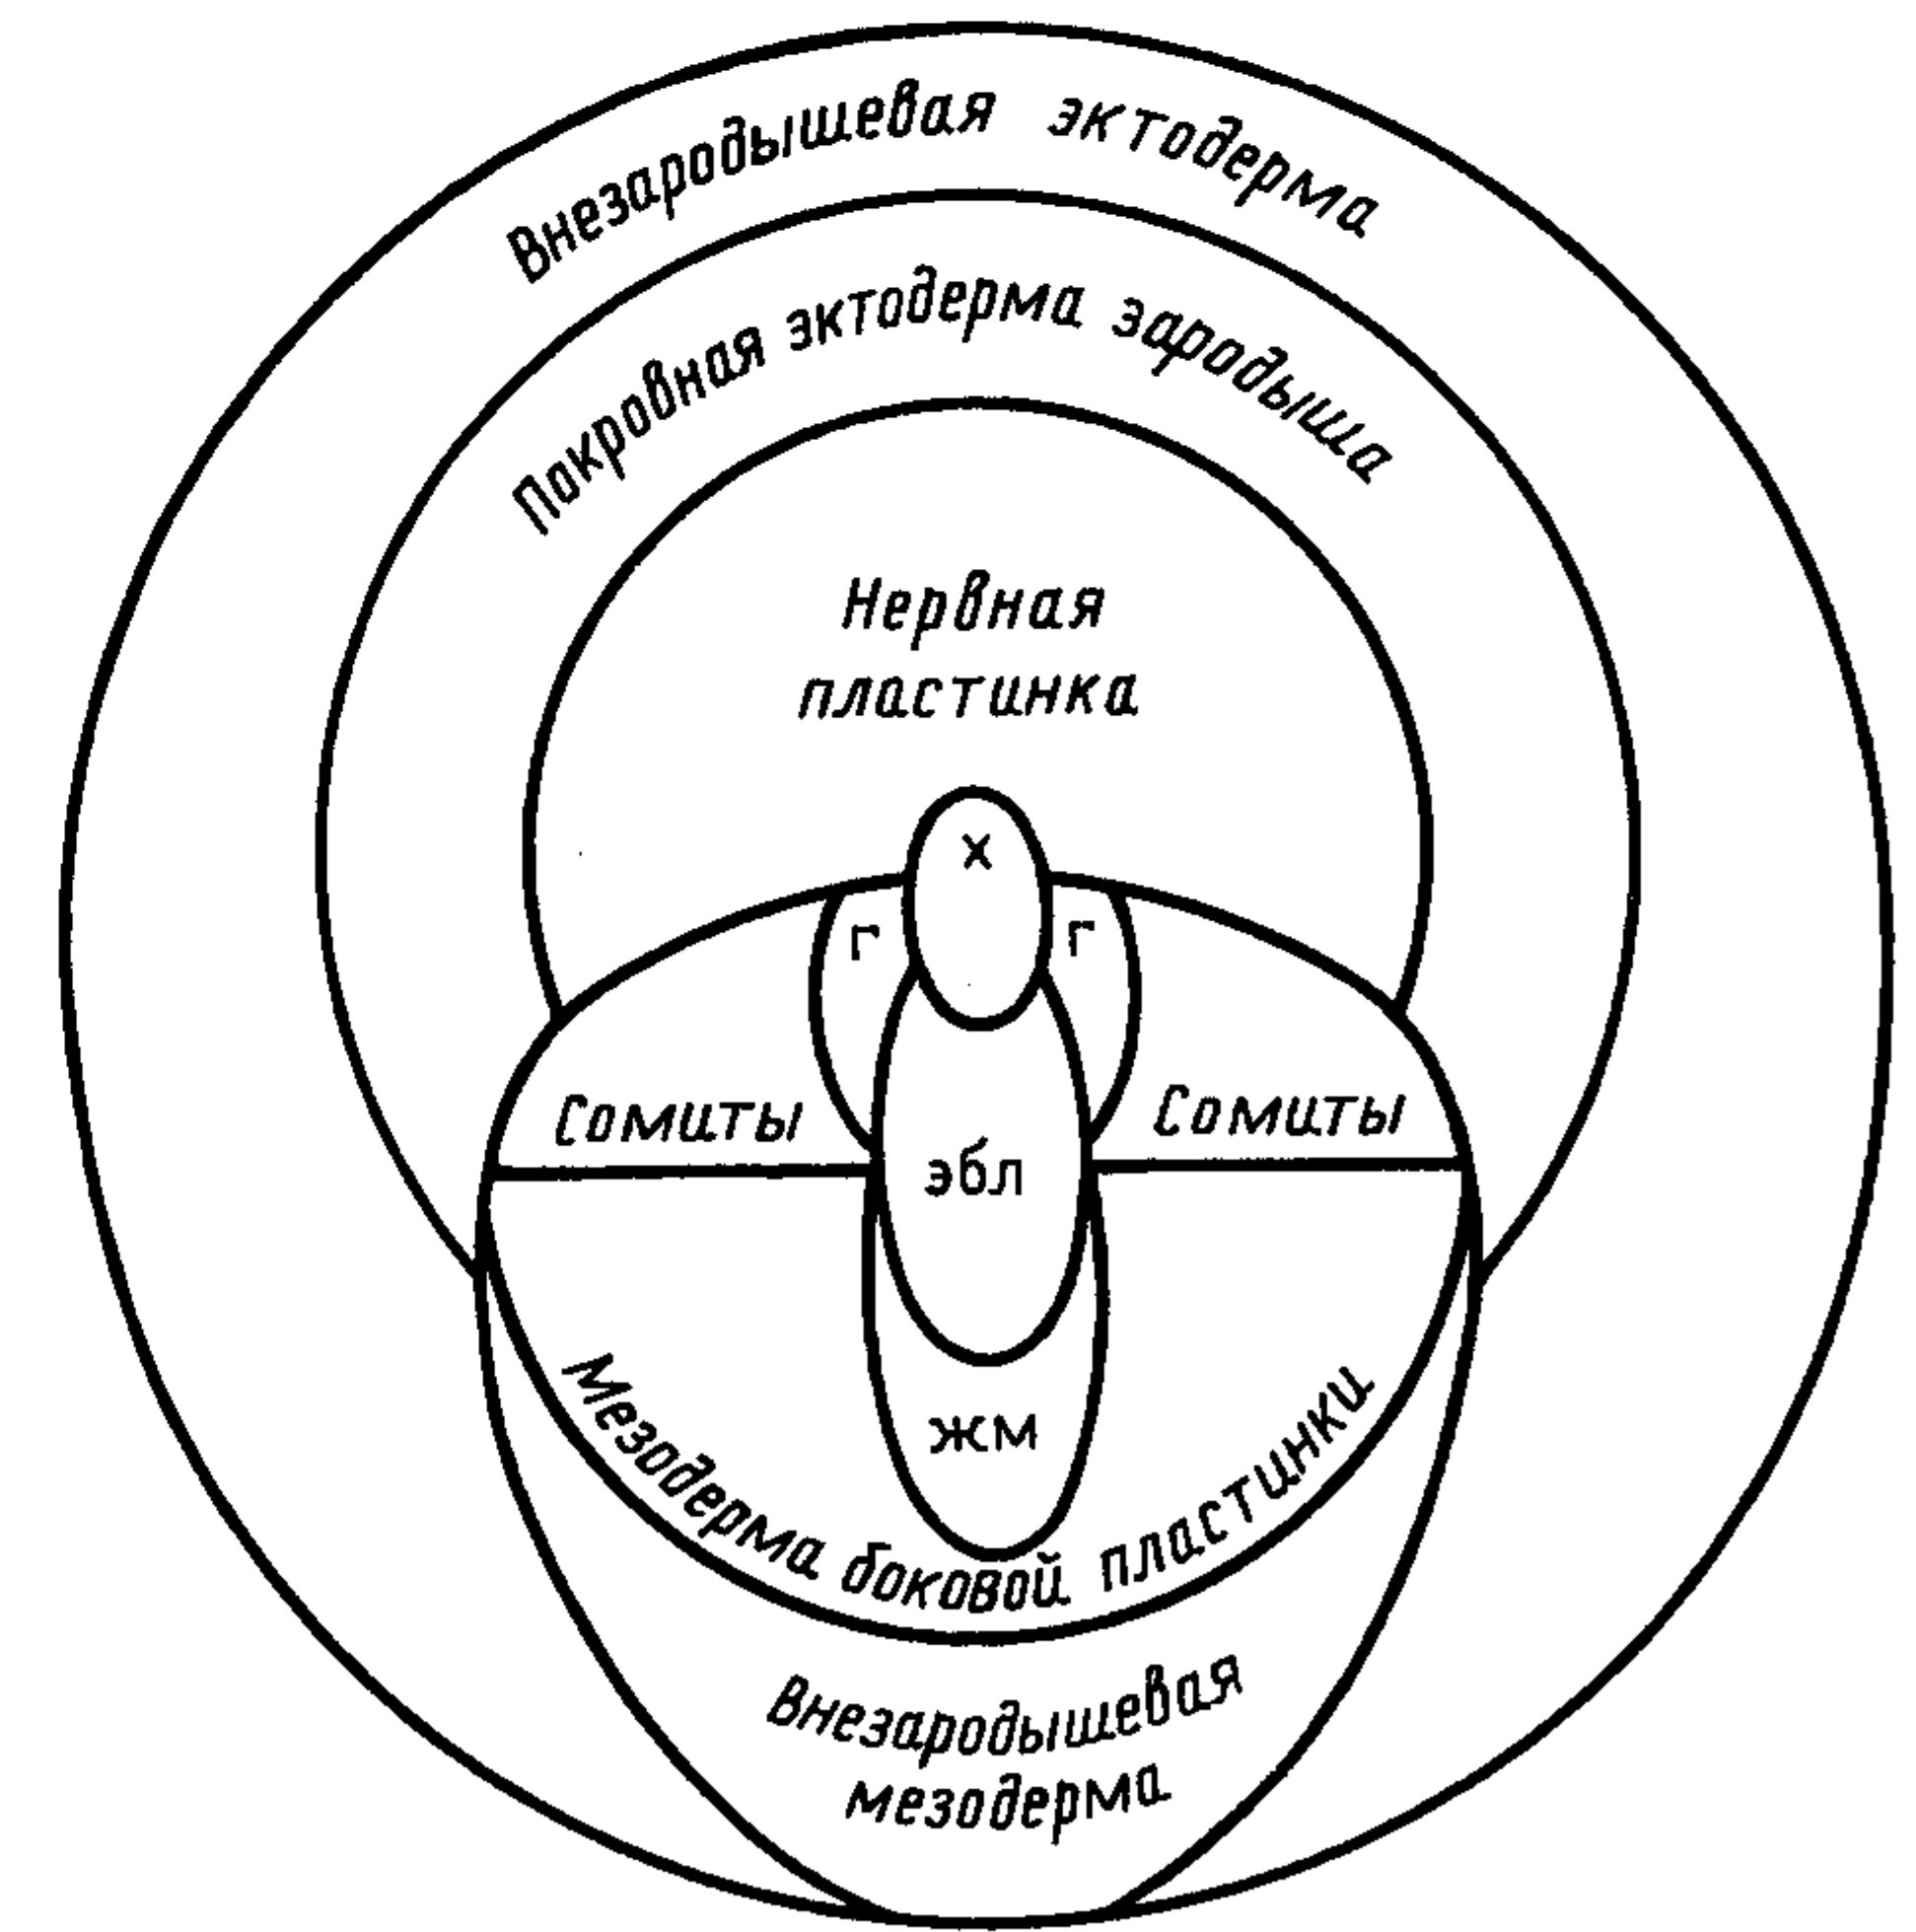 Внезародышевая эктодерма
Покровная эктодерма зародыша
Нервная
пластинка
х
г
г
Сомиты
Сомиты
эбл
жм
Мезодерма боковой пластинки
Внезародышевая
мезодерма